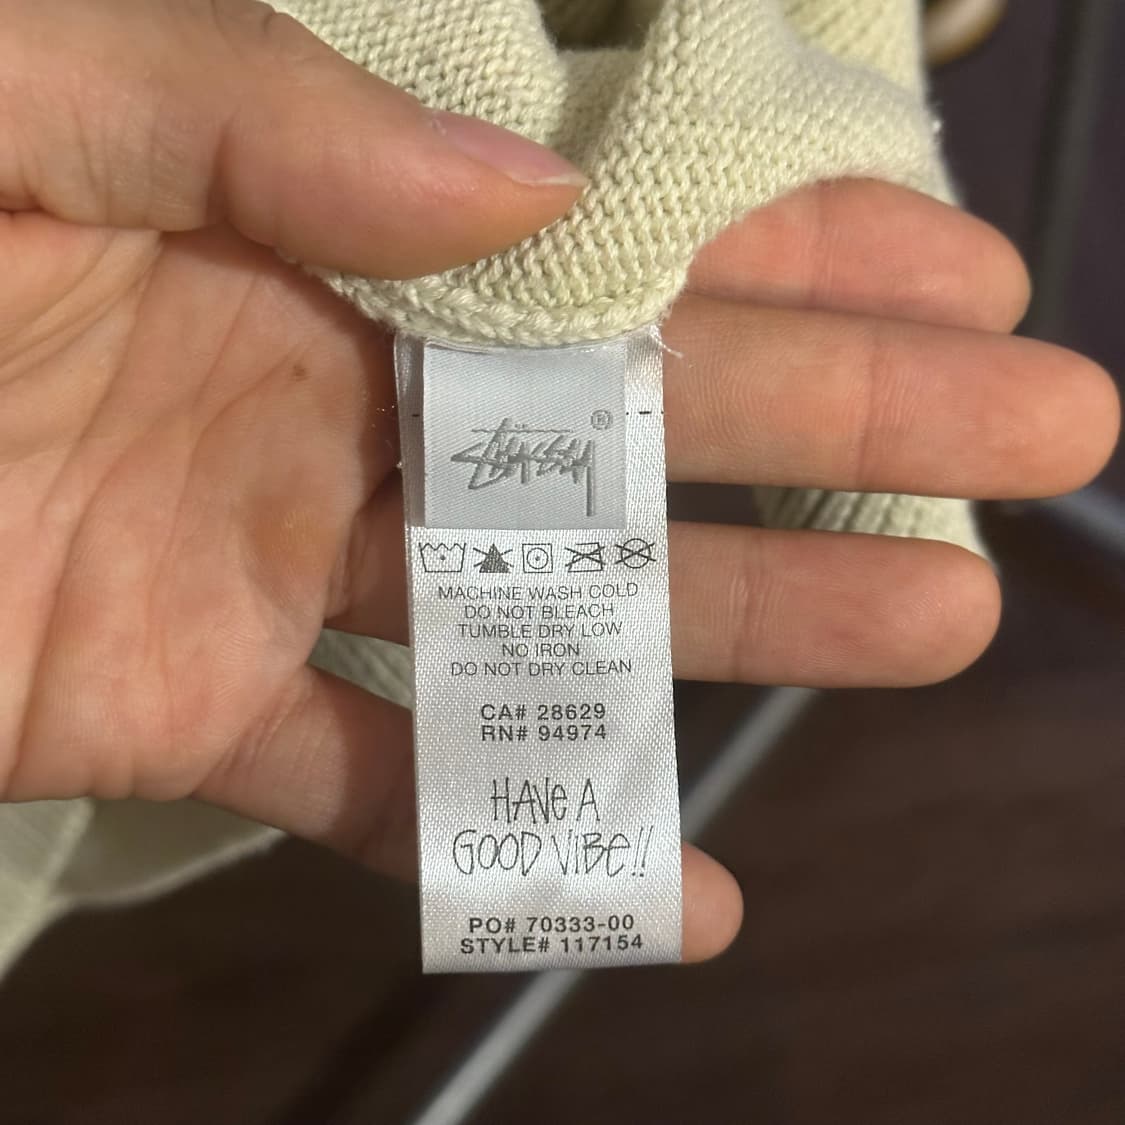 Stüssy ®
MACHINE WASH COLD
DO NOT BLEACH
TUMBLE DRY LOW
NO IRON
DO NOT DRY CLEAN
CA# 28629
RN# 94974
HAVE A
GOOD VIBE!!
PO# 70333-00
STYLE# 117154